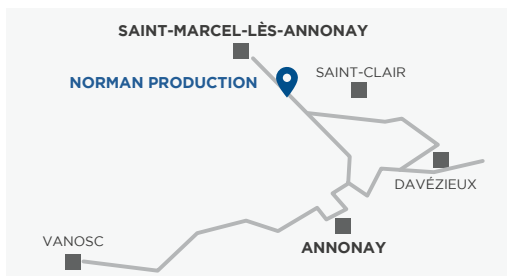 SAINT-MARCEL-LÈS-ANNONAY
SAINT-CLAIR
NORMAN PRODUCTION
DAVÉZIEUX
VANOSC
ANNONAY